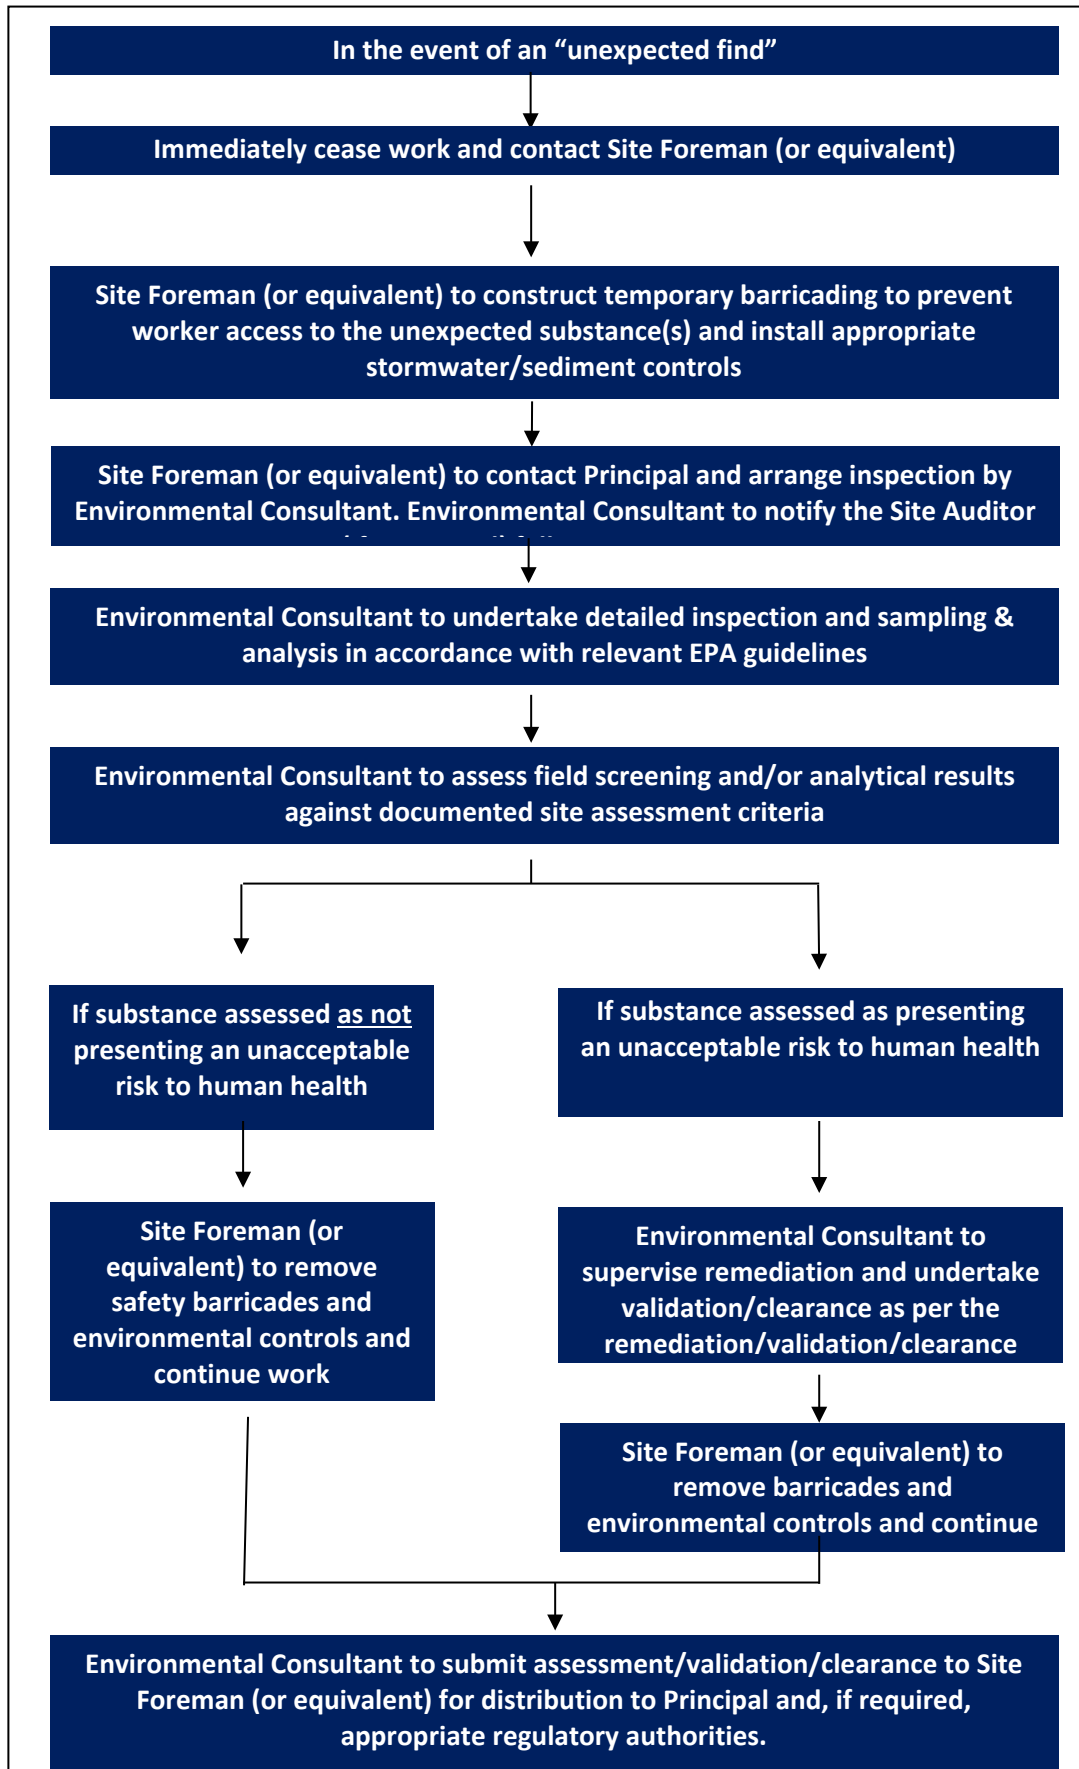 In the event of an “unexpected find”
Immediately cease work and contact Site Foreman (or equivalent)
Site Foreman (or equivalent) to construct temporary barricading to prevent
worker access to the unexpected substance(s) and install appropriate
stormwater/sediment controls
Site Foreman (or equivalent) to contact Principal and arrange inspection by
Environmental Consultant. Environmental Consultant to notify the Site Auditor
Environmental Consultant to undertake detailed inspection and sampling &
analysis in accordance with relevant EPA guidelines
Environmental Consultant to assess field screening and/or analytical results
against documented site assessment criteria
If substance assessed as not
presenting an unacceptable
risk to human health
If substance assessed as presenting
an unacceptable risk to human health
Site Foreman (or
equivalent) to remove
safety barricades and
environmental controls and
continue work
Environmental Consultant to
supervise remediation and undertake
validation/clearance as per the
remediation/validation/clearance
Site Foreman (or equivalent) to
remove barricades and
environmental controls and continue
Environmental Consultant to submit assessment/validation/clearance to Site
Foreman (or equivalent) for distribution to Principal and, if required,
appropriate regulatory authorities.